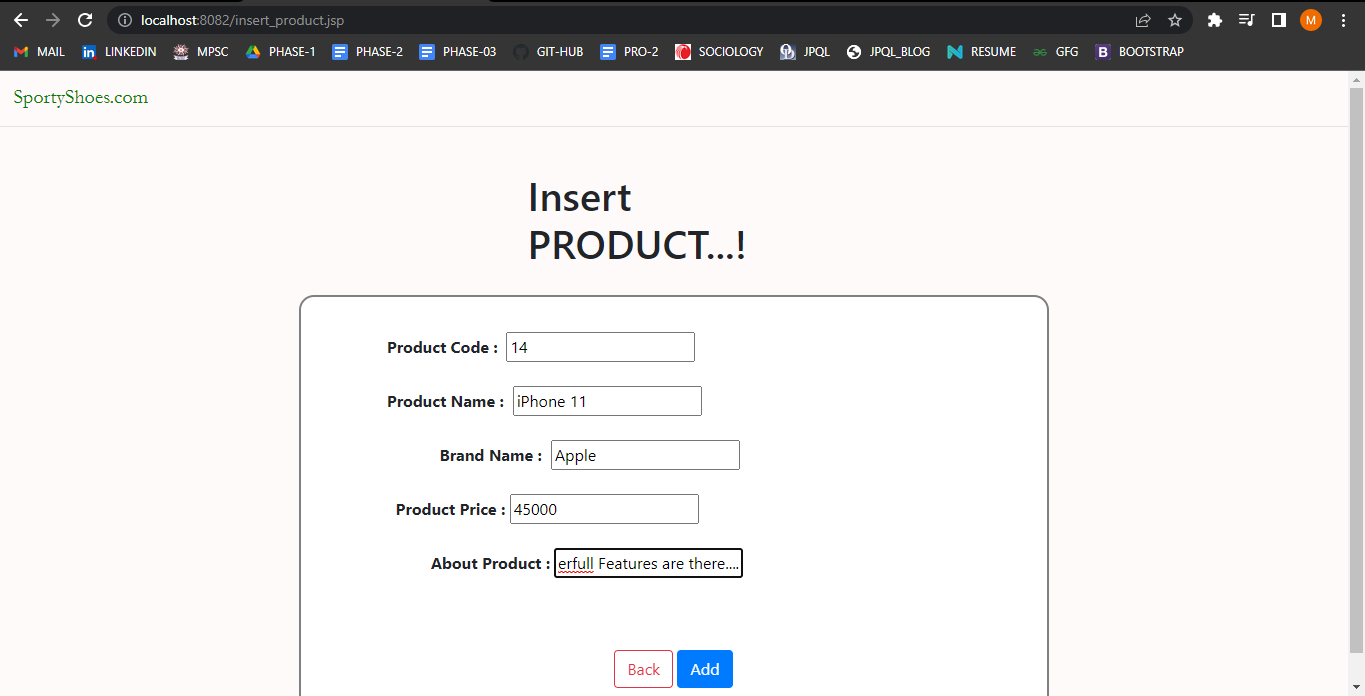 localhost:8082/insert_product.jsp
M
MAIL LINKEDIN MPSC PHASE-1 PHASE-2 PHASE-03 GIT-HUB PRO-2 SOCIOLOGY JPQL JPQL_BLOG RESUME GFG BOOTSTRAP
SportyShoes.com
Insert
PRODUCT...!
Product Code : 14
Product Name : iPhone 11
Brand Name : Apple
Product Price : 45000
About Product : erfull Features are there....
Back Add